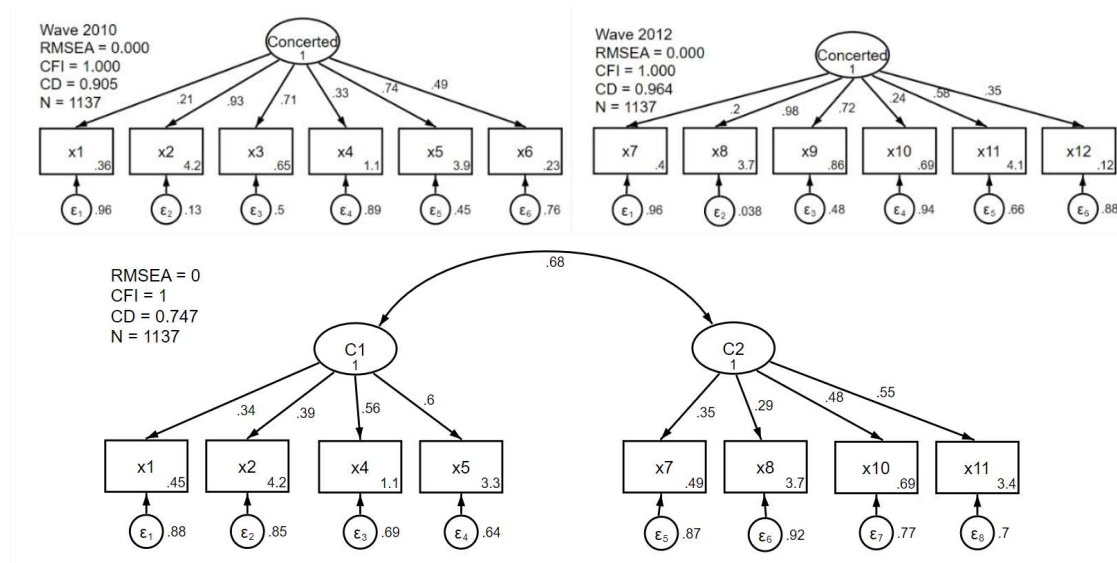 Wave 2010
RMSEA = 0.000
CFI = 1.000
CD = 0.905
N = 1137
Concerted
1
.21 .93 .71 .33 .74 .49
x1 .36 x2 4.2 x3 .65 x4 1.1 x5 3.9 x6 .23
ε1 .96 ε2 .13 ε3 .5 ε4 .89 ε5 .45 ε6 .76
Wave 2012
RMSEA = 0.000
CFI = 1.000
CD = 0.964
N = 1137
Concerted
1
.2 .98 .72 .24 .58 .35
x7 .4 x8 3.7 x9 .86 x10 .69 x11 4.1 x12 .12
ε1 .96 ε2 .038 ε3 .48 ε4 .94 ε5 .66 ε6 .88
RMSEA = 0
CFI = 1
CD = 0.747
N = 1137
.68
C1
1
C2
1
.34 .39 .56 .6 .35 .29 .48 .55
x1 .45 x2 4.2 x4 1.1 x5 3.3 x7 .49 x8 3.7 x10 .69 x11 3.4
ε1 .88 ε2 .85 ε3 .69 ε4 .64 ε5 .87 ε6 .92 ε7 .77 ε8 .7